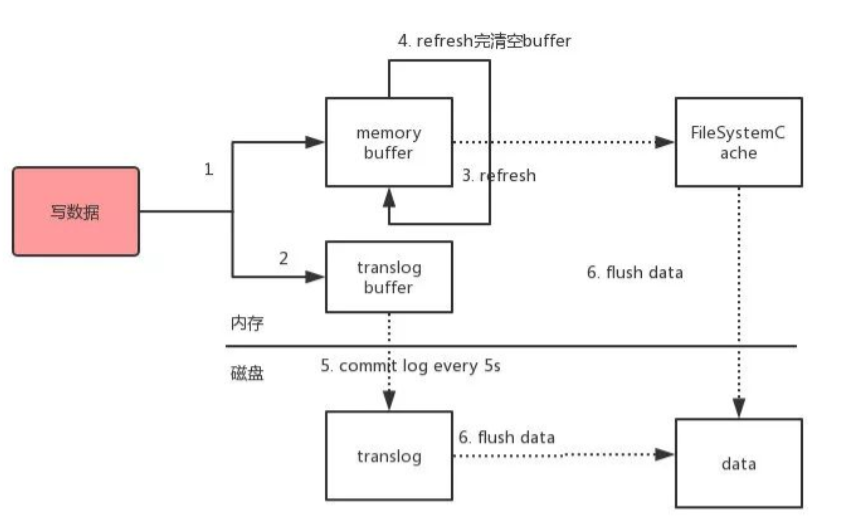 4. refresh完清空buffer
memory
buffer
FileSystemC
ache
1
3. refresh
写数据
2
translog
buffer
6. flush data
内存
磁盘
5. commit log every 5s
translog
6. flush data
data